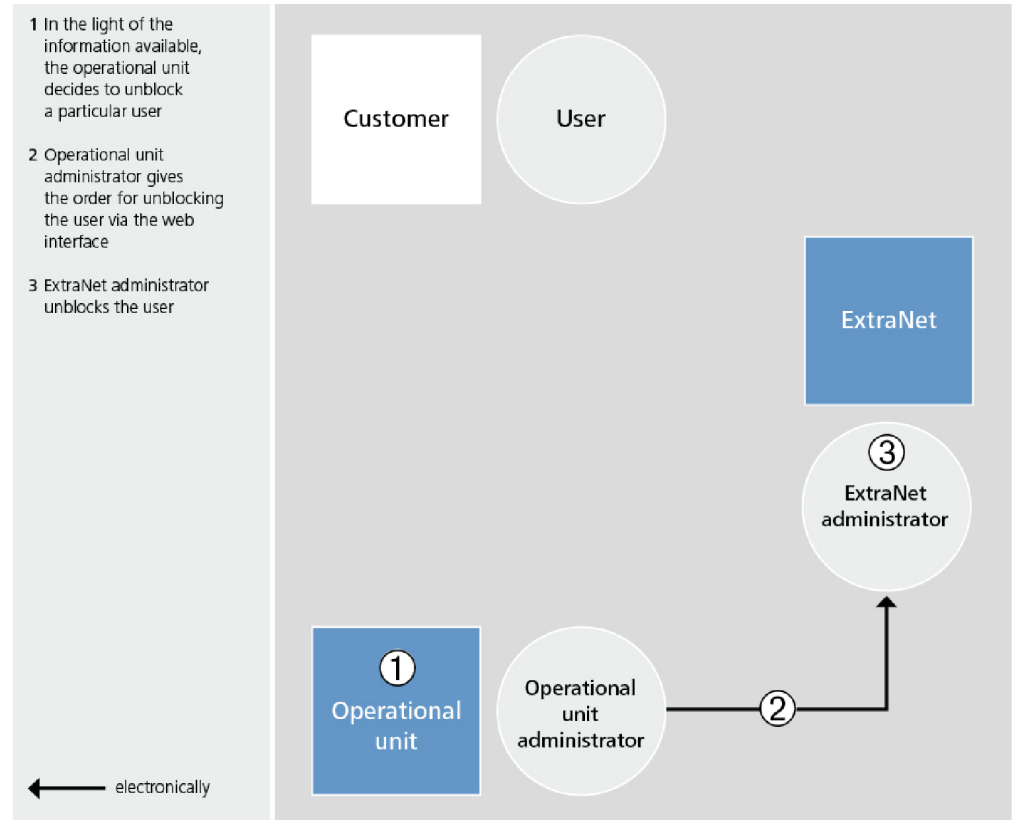 1 In the light of the
information available,
the operational unit
decides to unblock
a particular user
2 Operational unit
administrator gives
the order for unblocking
the user via the web
interface
3 ExtraNet administrator
unblocks the user
electronically
Customer
User
ExtraNet
3
ExtraNet
administrator
1
Operational
unit
Operational
unit
administrator
2